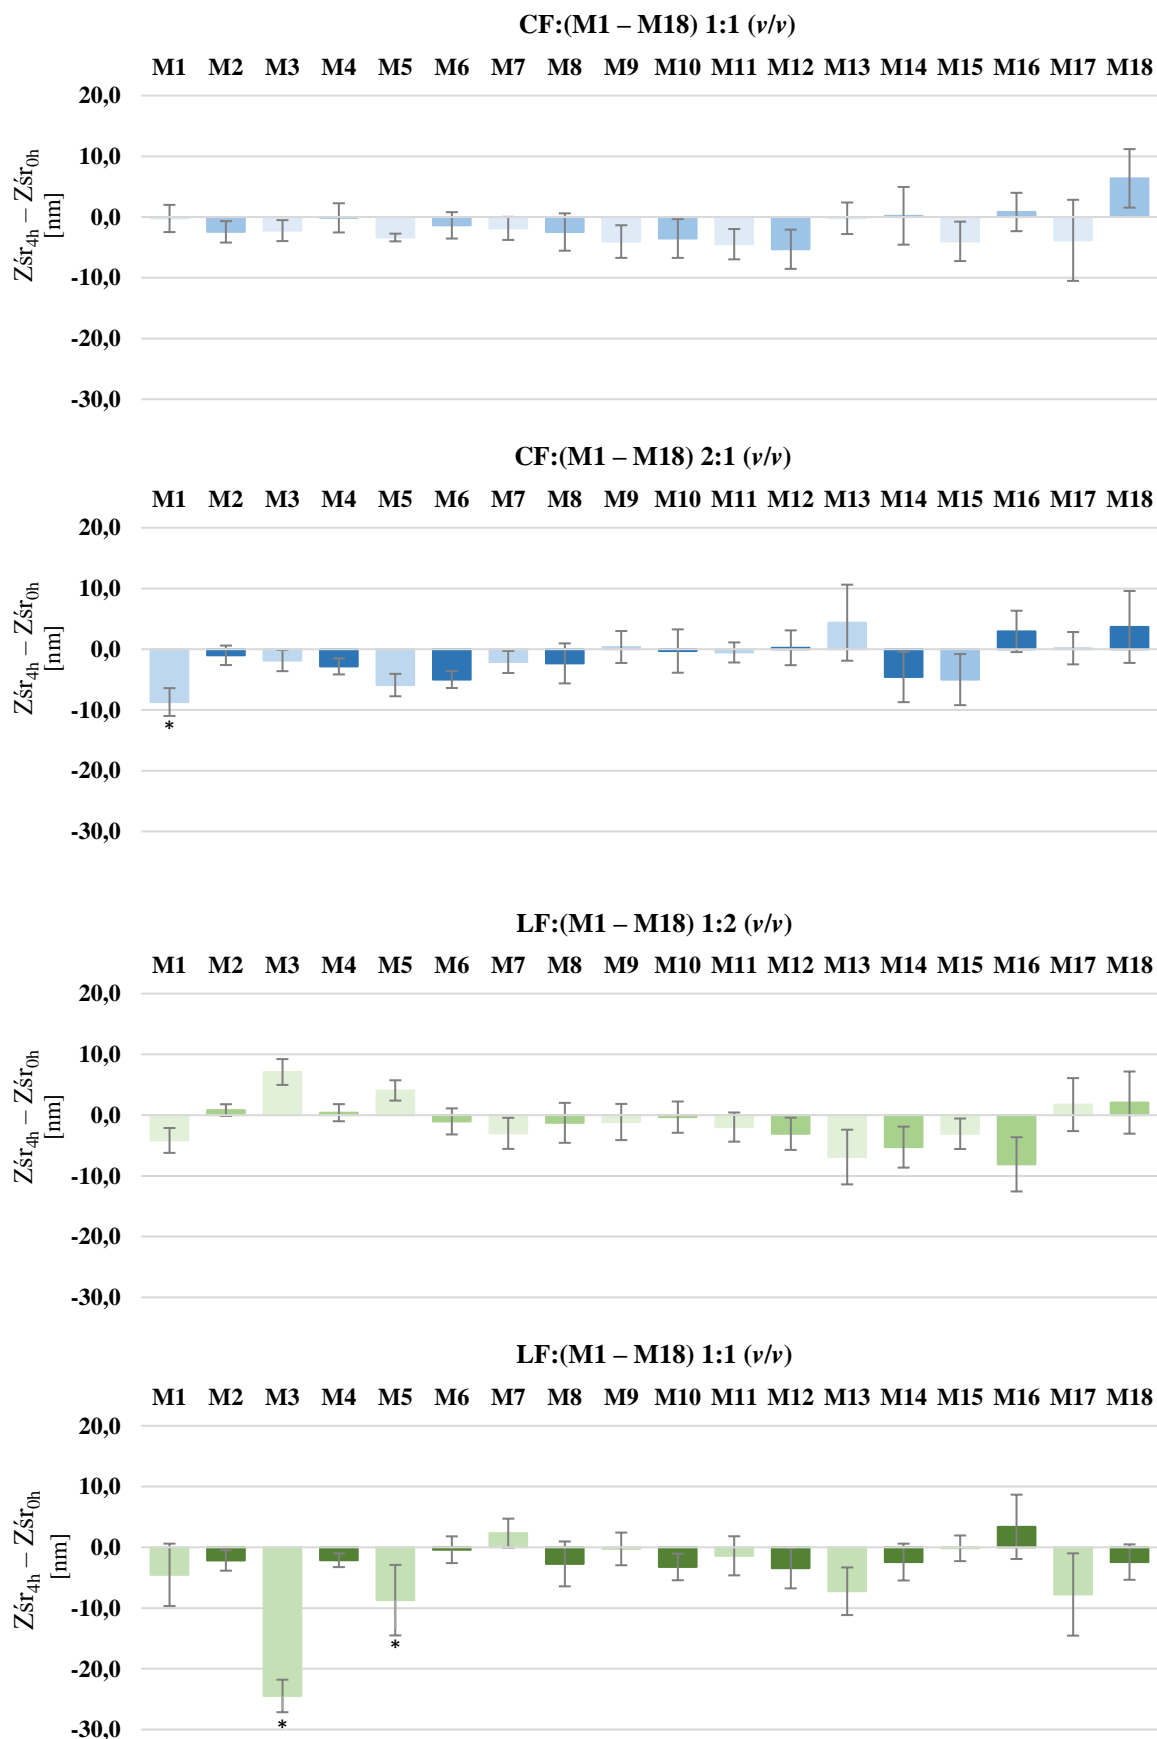 CF:(M1 – M18) 1:1 (v/v)
M1 M2 M3 M4 M5 M6 M7 M8 M9 M10 M11 M12 M13 M14 M15 M16 M17 M18
20,0
10,0
0,0
-10,0
-20,0
-30,0
Zśr4h – Zśr0h
[nm]
CF:(M1 – M18) 2:1 (v/v)
M1 M2 M3 M4 M5 M6 M7 M8 M9 M10 M11 M12 M13 M14 M15 M16 M17 M18
20,0
10,0
0,0
-10,0
-20,0
-30,0
Zśr4h – Zśr0h
[nm]
*
LF:(M1 – M18) 1:2 (v/v)
M1 M2 M3 M4 M5 M6 M7 M8 M9 M10 M11 M12 M13 M14 M15 M16 M17 M18
20,0
10,0
0,0
-10,0
-20,0
-30,0
Zśr4h – Zśr0h
[nm]
LF:(M1 – M18) 1:1 (v/v)
M1 M2 M3 M4 M5 M6 M7 M8 M9 M10 M11 M12 M13 M14 M15 M16 M17 M18
20,0
10,0
0,0
-10,0
-20,0
-30,0
Zśr4h – Zśr0h
[nm]
*
*